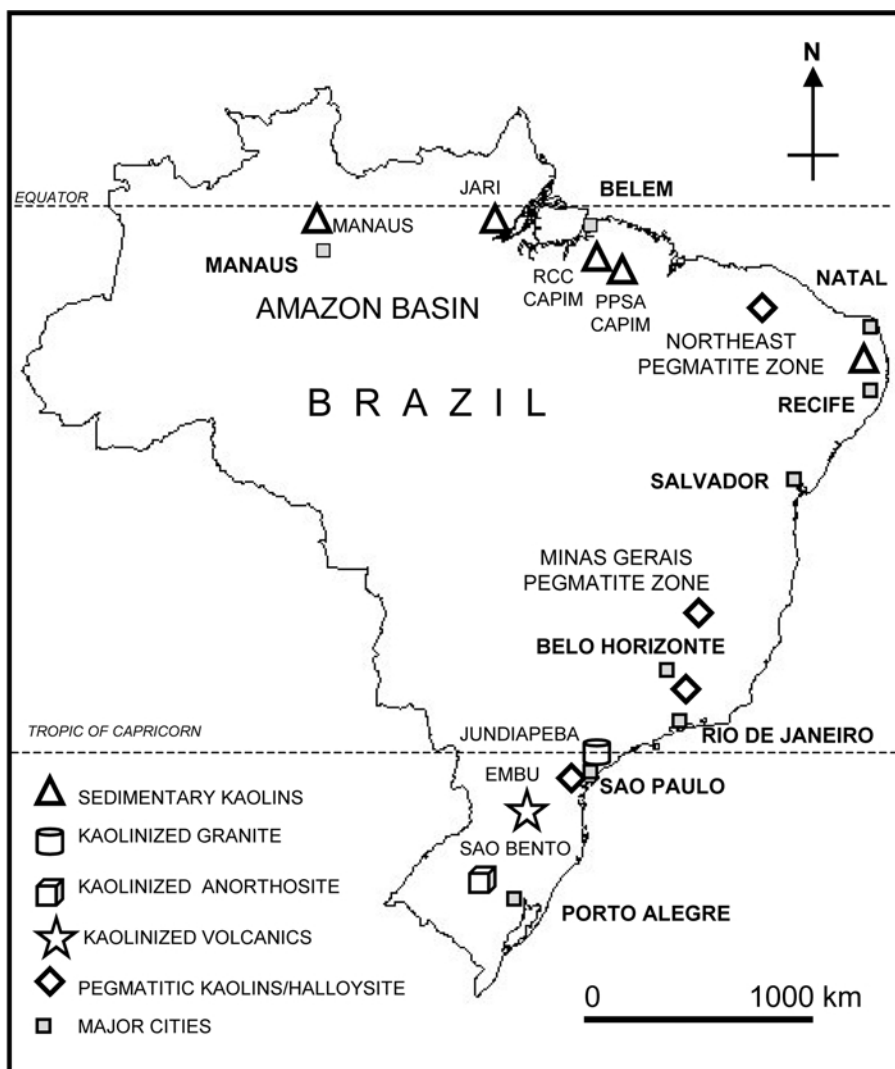 N
EQUATOR
JARI
BELEM
MANAUS
MANAUS
RCC
CAPIM
PPSA
CAPIM
NATAL
AMAZON BASIN
NORTHEAST
PEGMATITE ZONE
BRAZIL
RECIFE
SALVADOR
MINAS GERAIS
PEGMATITE ZONE
BELO HORIZONTE
TROPIC OF CAPRICORN
JUNDIAPEBA
RIO DE JANEIRO
EMBU
SAO PAULO
SAO BENTO
PORTO ALEGRE
SEDIMENTARY KAOLINS
KAOLINIZED GRANITE
KAOLINIZED ANORTHOSITE
KAOLINIZED VOLCANICS
PEGMATITIC KAOLINS/HALLOYSITE
MAJOR CITIES
0 1000 km